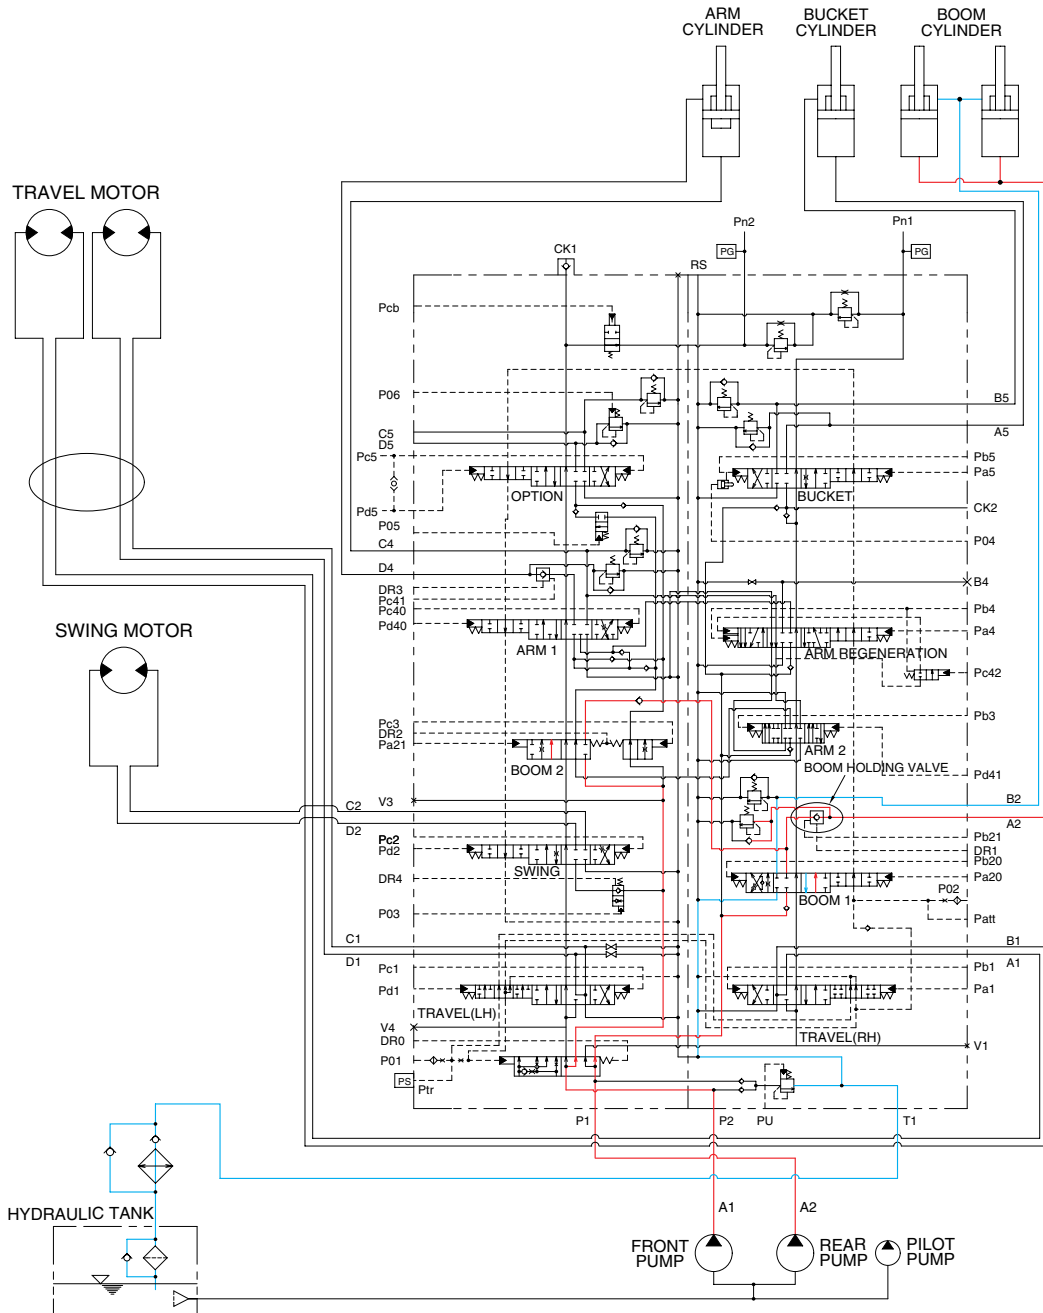 ARM
CYLINDER
BUCKET
CYLINDER
BOOM
CYLINDER
TRAVEL MOTOR
Pn2
Pn1
CK1
PG
RS
PG
Pcb
P06
B5
C5
D5
A5
Pc5
Pb5
Pa5
OPTION
BUCKET
Pd5
CK2
P05
P04
C4
D4
B4
DR3
Pc41
Pc40
Pb4
Pd40
Pa4
SWING MOTOR
ARM 1
ARM REGENERATION
Pc42
Pc3
Pb3
DR2
Pa21
ARM 2
BOOM 2
BOOM HOLDING VALVE
Pd41
C2
V3
B2
D2
A2
Pc2
Pb21
Pd2
DR1
Pb20
SWING
Pa20
DR4
BOOM 1
P02
P03
Patt
C1
B1
D1
A1
Pc1
Pb1
Pd1
Pa1
TRAVEL(LH)
V4
TRAVEL(RH)
DR0
V1
P01
PS
Ptr
P1
P2
PU
T1
HYDRAULIC TANK
A1
A2
FRONT
PUMP
REAR
PUMP
PILOT
PUMP